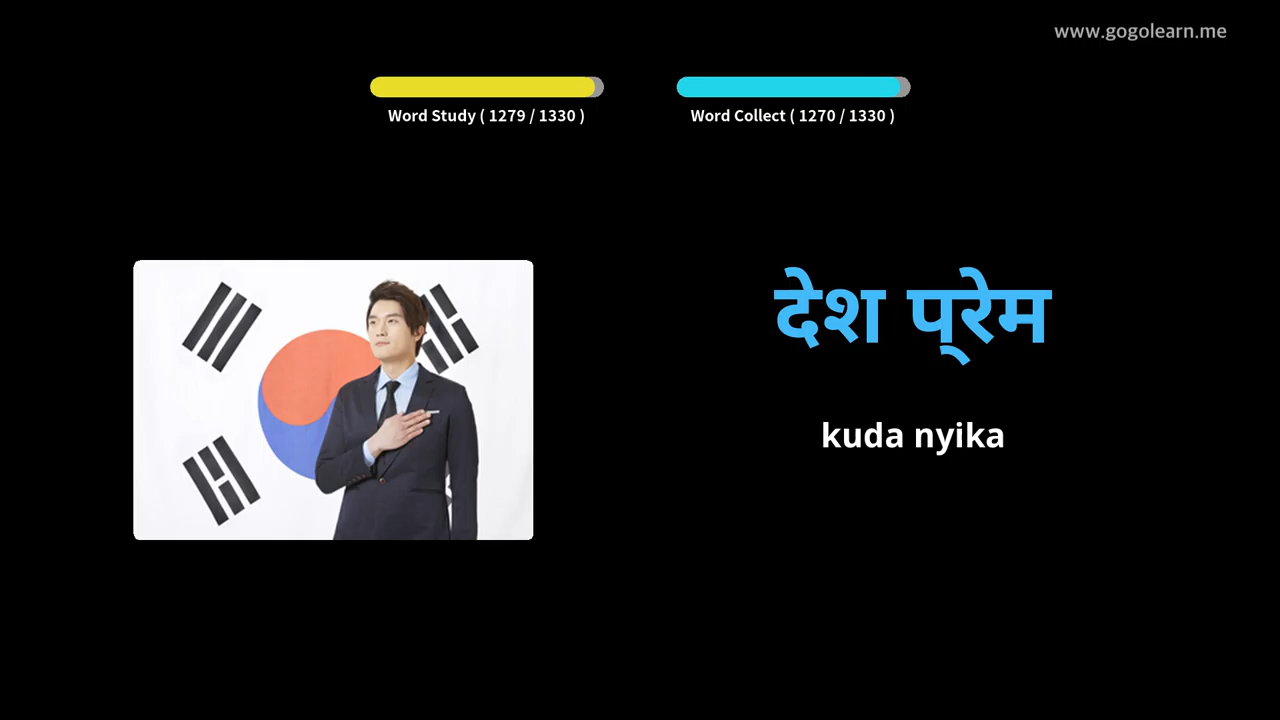 www.gogolearn.me
Word Study ( 1279 / 1330 )
Word Collect ( 1270 / 1330 )
देश प्रेम
kuda nyika